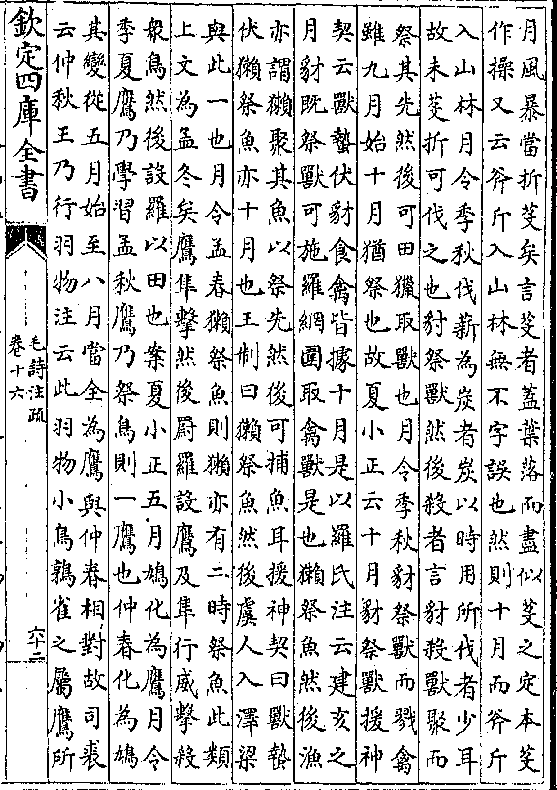 月風暴當折芟矣言芟者蓋葉落而盡似芟之定本芟
作操又云斧斤入山林無不字誤也然則十月而斧斤
入山林月令季秋伐薪為炭者炭以時用所伐者少耳
故未芟折可伐之也豺祭獸然後殺者言豺殺獸聚而
祭其先然後可田獵取獸也月令季秋豺祭獸而戮禽
雖九月始十月猶祭也故夏小正云十月豺祭獸援神
契云獸蟄伏豺食禽皆據十月是以羅氏注云建亥之
月豺既祭獸可施羅網圍取禽獸是也獺祭魚然後漁
亦謂獺聚其魚以祭先然後可捕魚耳援神契曰獸蟄
伏獺祭魚亦十月也王制曰獺祭魚然後虞人入澤梁
與此一也月令孟春獺祭魚則獺亦有二時祭魚此類
上文為孟冬矣鷹隼擊然後罻羅設鷹及隼行威擊殺
衆鳥然後設羅以田也案夏小正五月鳩化為鷹月令
季夏鷹乃學習孟秋鷹乃祭鳥則一鷹也仲春化為鳩
其變從五月始至八月當全為鷹與仲春相對故司裘
云仲秋王乃行羽物注云此羽物小鳥鶉雀之屬鷹所
欽定四庫全書
毛詩注疏
卷十六
六十二